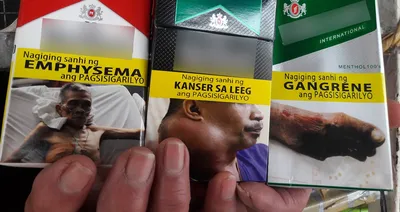 Nagiging sanhi ng
EMPHYSEMA
ang PAGSISIGARILYO
Nagiging sanhi ng
KANSER SA LEEG
ang PAGSISIGARILYO
INTERNATIONAL
MENTHOL 100's
Nagiging sanhi ng
GANGRENE
ang PAGSISIGARILYO